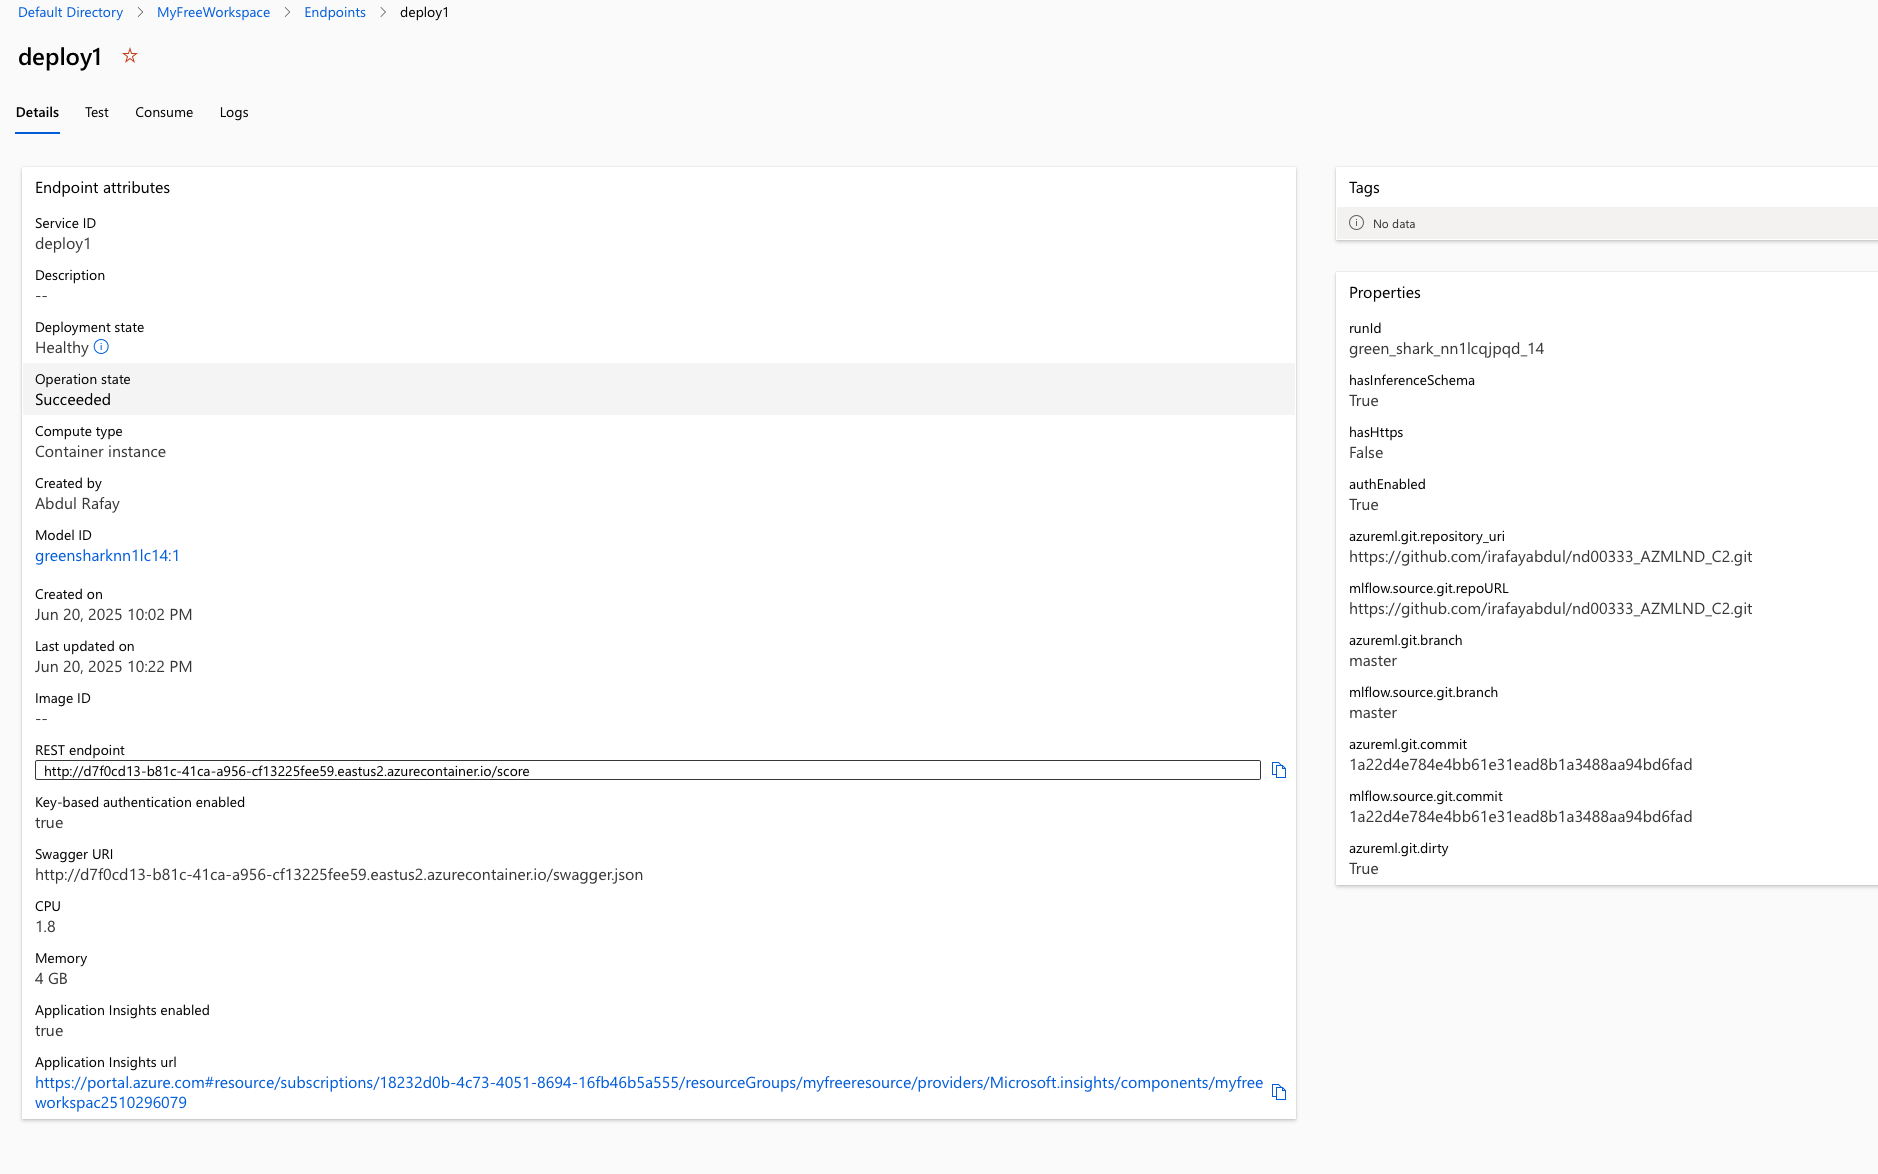 Default Directory > MyFreeWorkspace > Endpoints > deploy1
deploy1
Details Test Consume Logs
Endpoint attributes
Service ID
deploy1
Description
--
Deployment state
Healthy
Operation state
Succeeded
Compute type
Container instance
Created by
Abdul Rafay
Model ID
greensharknn1lc14:1
Created on
Jun 20, 2025 10:02 PM
Last updated on
Jun 20, 2025 10:22 PM
Image ID
--
REST endpoint
http://d7f0cd13-b81c-41ca-a956-cf13225fee59.eastus2.azurecontainer.io/score
Key-based authentication enabled
true
Swagger URI
http://d7f0cd13-b81c-41ca-a956-cf13225fee59.eastus2.azurecontainer.io/swagger.json
CPU
1.8
Memory
4 GB
Application Insights enabled
true
Application Insights url
https://portal.azure.com#resource/subscriptions/18232d0b-4c73-4051-8694-16fb46b5a555/resourceGroups/myfreeresource/providers/Microsoft.insights/components/myfree
workspac2510296079
Tags
No data
Properties
runId
green_shark_nn1lcqjpqd_14
hasInferenceSchema
True
hasHttps
False
authEnabled
True
azureml.git.repository_uri
https://github.com/irafayabdul/nd00333_AZMLND_C2.git
mlflow.source.git.repoURL
https://github.com/irafayabdul/nd00333_AZMLND_C2.git
azureml.git.branch
master
mlflow.source.git.branch
master
azureml.git.commit
1a22d4e784e4bb61e31ead8b1a3488aa94bd6fad
mlflow.source.git.commit
1a22d4e784e4bb61e31ead8b1a3488aa94bd6fad
azureml.git.dirty
True